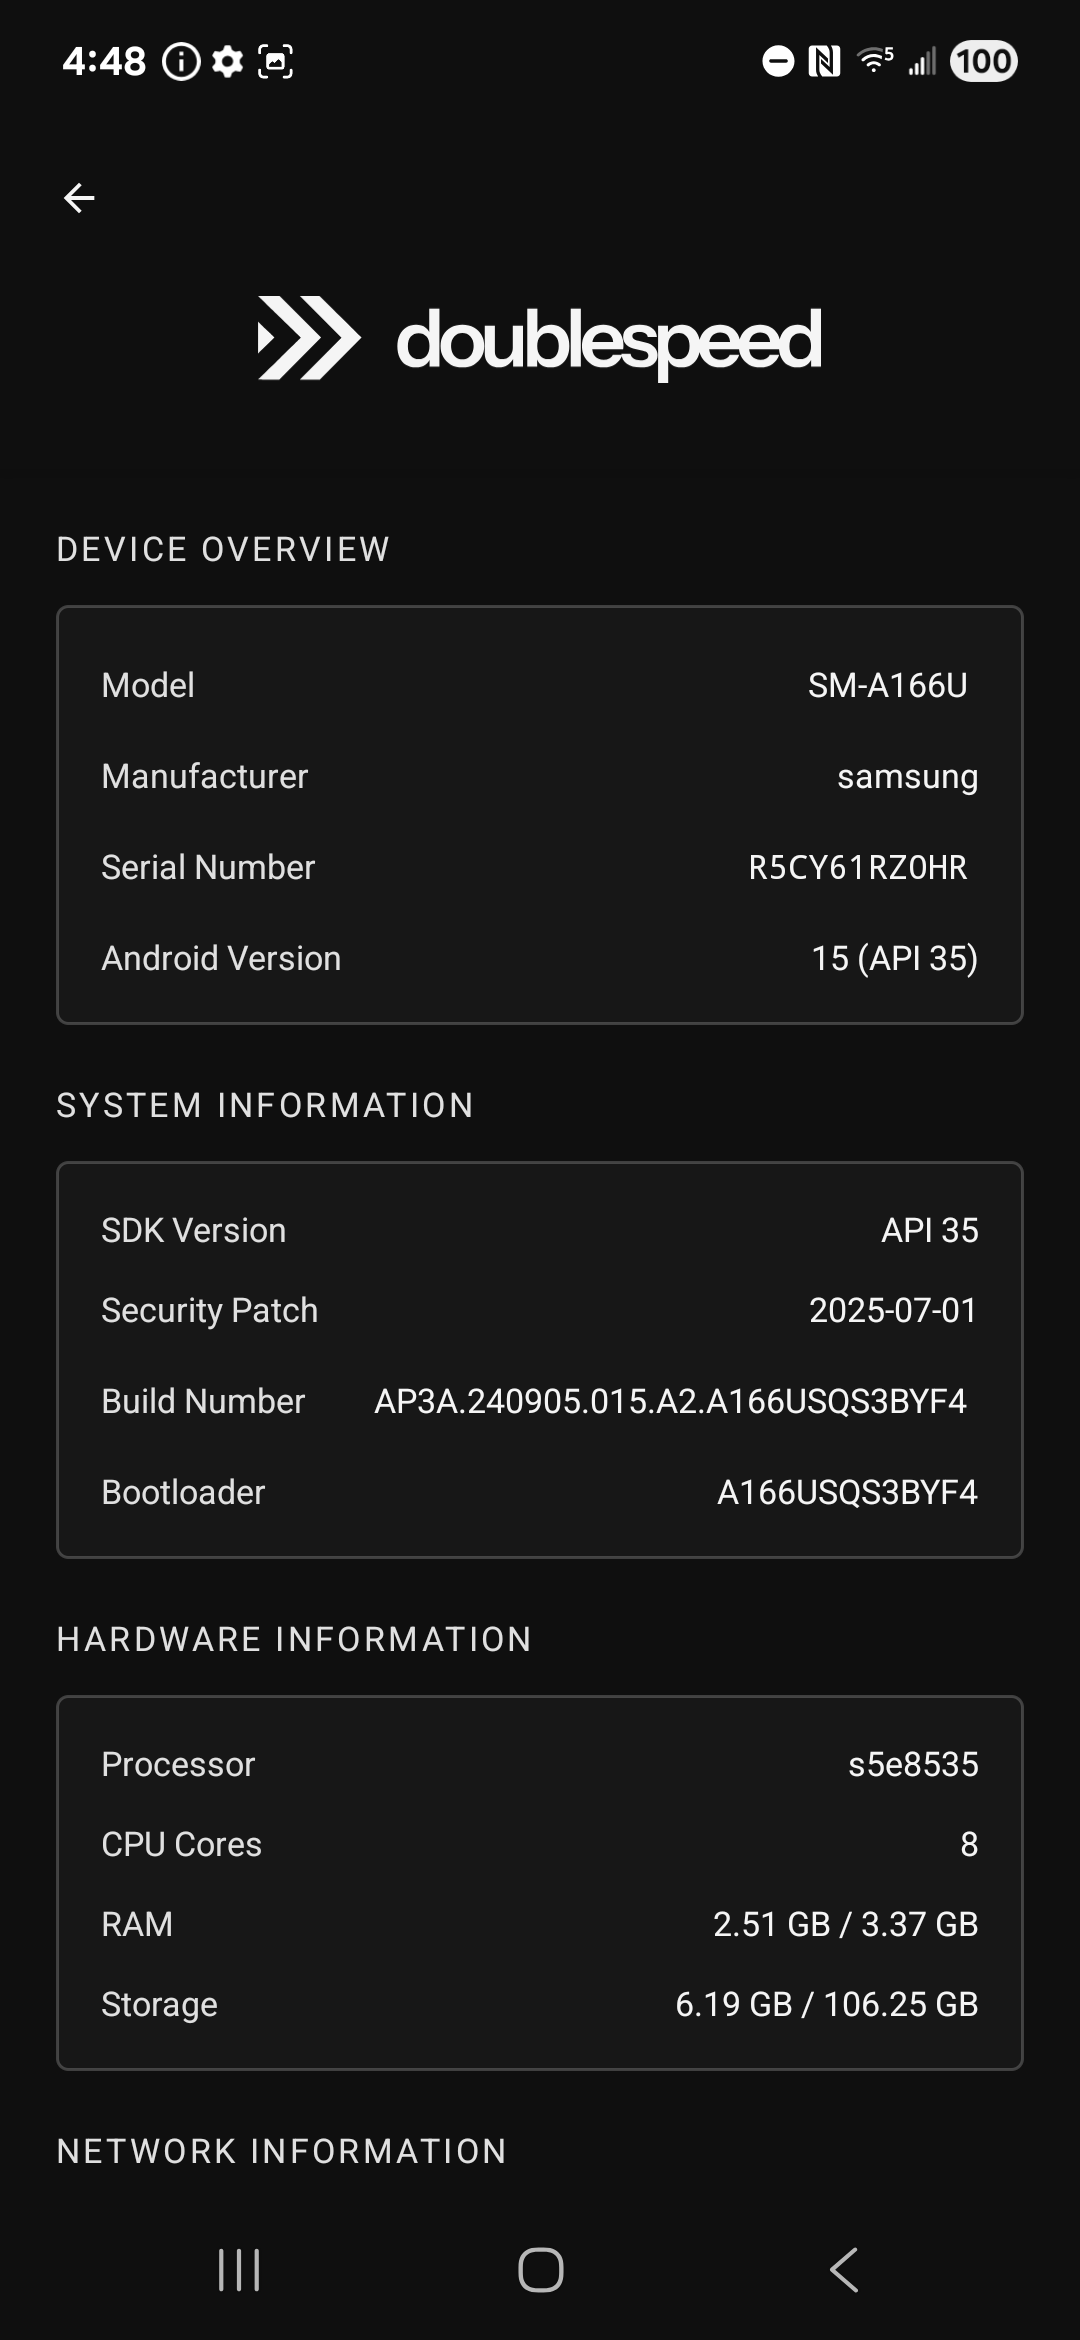 4:48
5
100
doublespeed
DEVICE OVERVIEW
Model SM-A166U
Manufacturer samsung
Serial Number R5CY61RZ0HR
Android Version 15 (API 35)
SYSTEM INFORMATION
SDK Version API 35
Security Patch 2025-07-01
Build Number AP3A.240905.015.A2.A166USQS3BYF4
Bootloader A166USQS3BYF4
HARDWARE INFORMATION
Processor s5e8535
CPU Cores 8
RAM 2.51 GB / 3.37 GB
Storage 6.19 GB / 106.25 GB
NETWORK INFORMATION